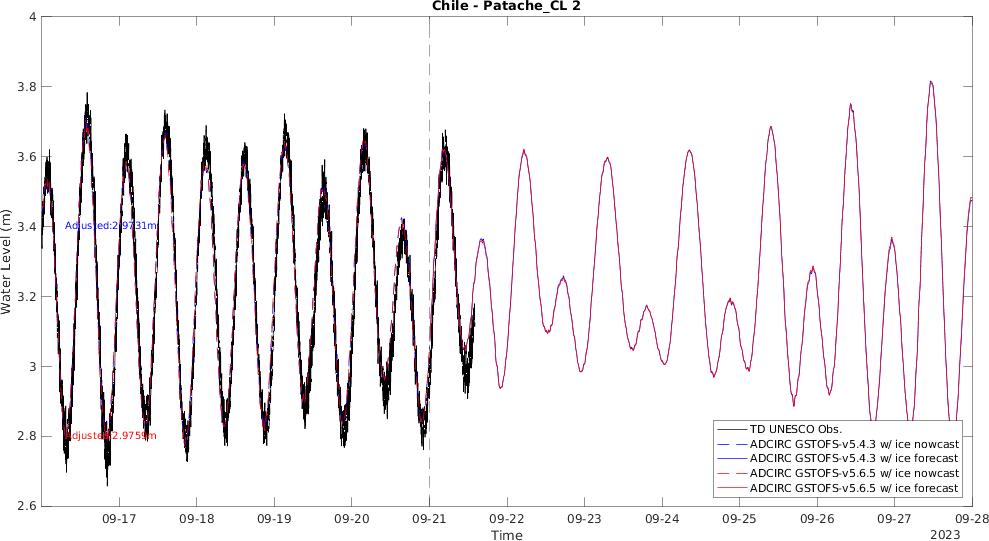 Chile - Patache_CL 2
4
3.8
3.6
3.4
3.2
3
2.8
2.6
Water Level (m)
Adjusted:2.9731m
Adjusted:2.9759m
TD UNESCO Obs.
ADCIRC GSTOFS-v5.4.3 w/ ice nowcast
ADCIRC GSTOFS-v5.4.3 w/ ice forecast
ADCIRC GSTOFS-v5.6.5 w/ ice nowcast
ADCIRC GSTOFS-v5.6.5 w/ ice forecast
09-17 09-18 09-19 09-20 09-21 09-22 09-23 09-24 09-25 09-26 09-27 09-28
Time
2023